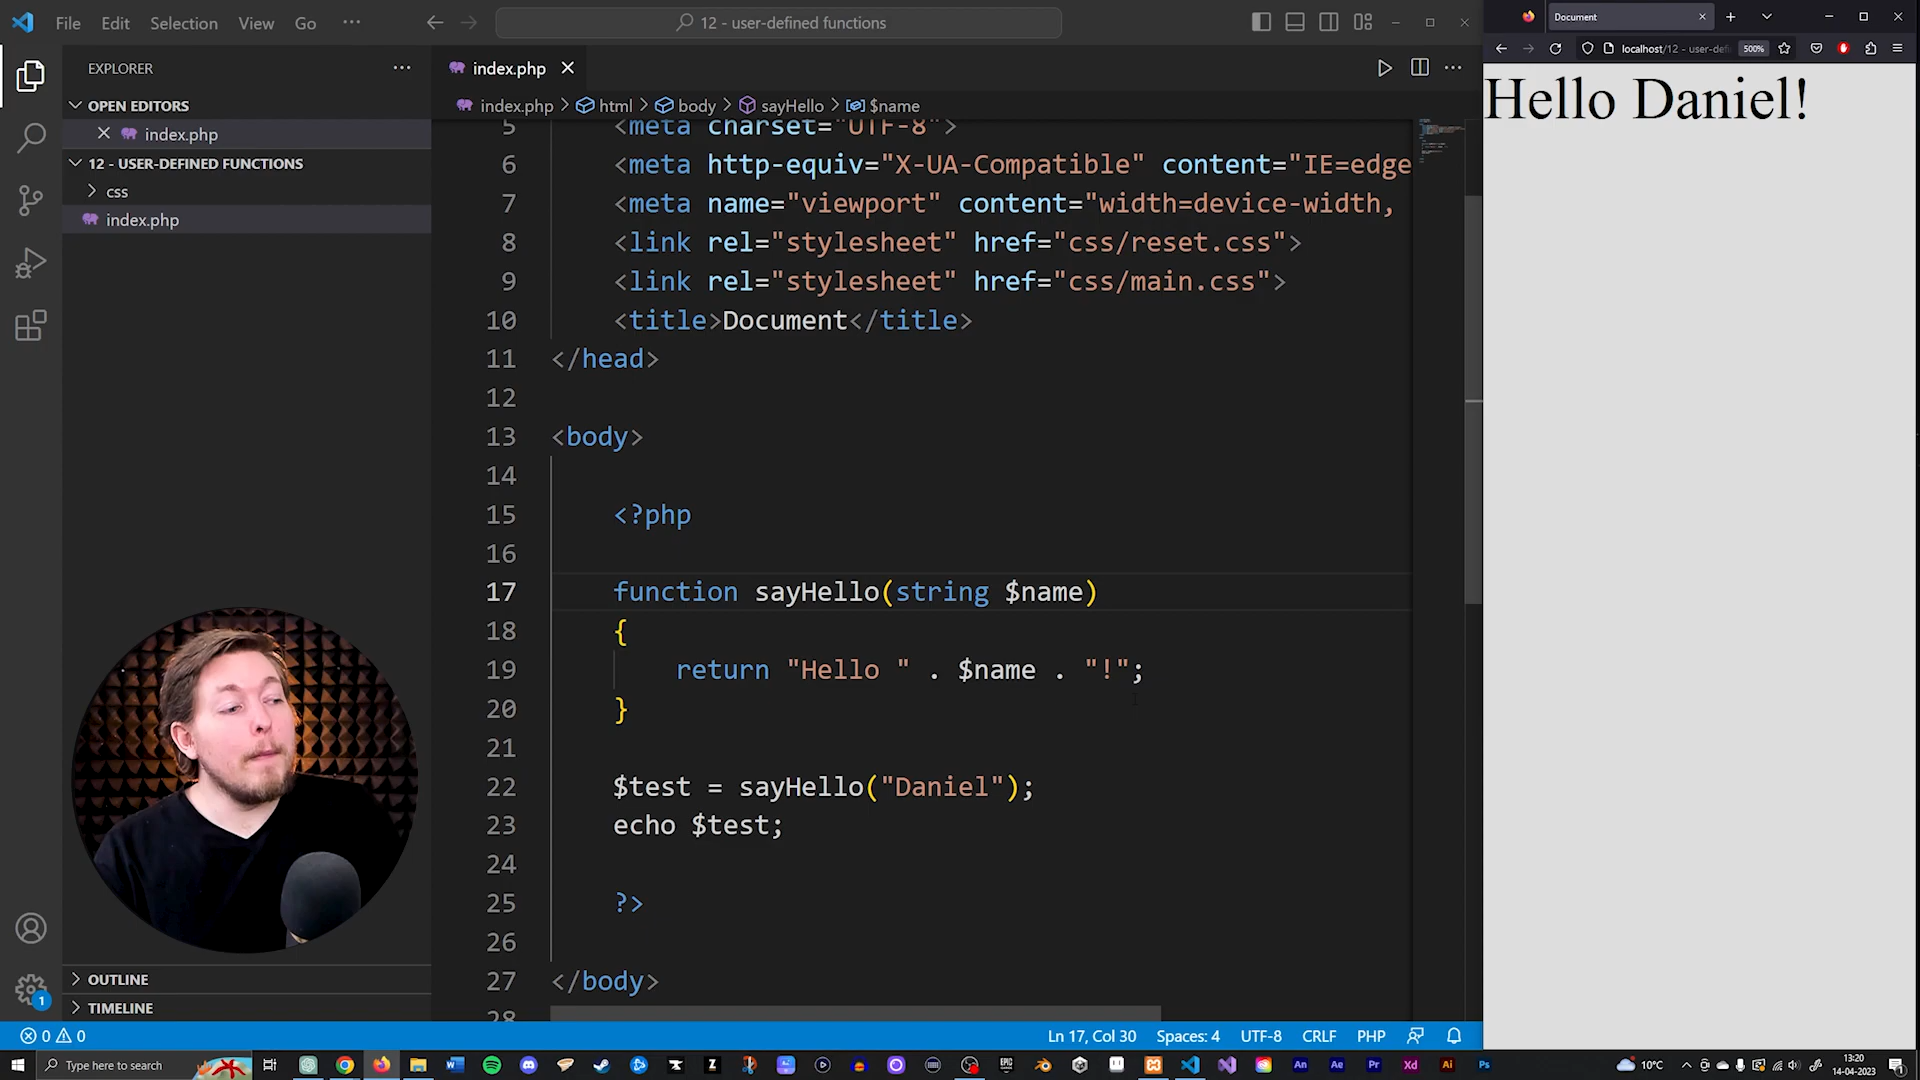 File Edit Selection View Go ···
12 - user-defined functions
EXPLORER
OPEN EDITORS
index.php
12 - USER-DEFINED FUNCTIONS
css
index.php
OUTLINE
TIMELINE
index.php
index.php > html > body > sayHello > $name
5 <meta charset="UTF-8">
6 <meta http-equiv="X-UA-Compatible" content="IE=edge
7 <meta name="viewport" content="width=device-width,
8 <link rel="stylesheet" href="css/reset.css">
9 <link rel="stylesheet" href="css/main.css">
10 <title>Document</title>
11 </head>
12
13 <body>
14
15 <?php
16
17 function sayHello(string $name)
18 {
19 return "Hello " . $name . "!";
20 }
21
22 $test = sayHello("Daniel");
23 echo $test;
24
25 ?>
26
27 </body>
28
1
0 0 Ln 17, Col 30 Spaces: 4 UTF-8 CRLF PHP
Document
localhost/12 - user-defi 500%
Hello Daniel!
Type here to search
10°C
13:20
14-04-2023